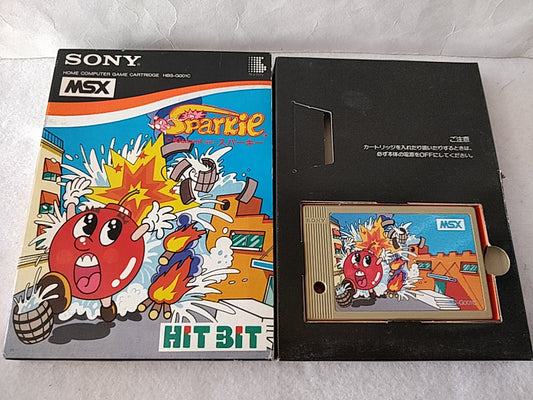 SONY
HOME COMPUTER GAME CARTRIDGE HBS-G001C
MSX
Sparkie
スパーキー
HIT BIT
ご注意
カートリッジを入れたり抜いたりするときは、
必ず本体の電源をOFFにしてください。
MSX